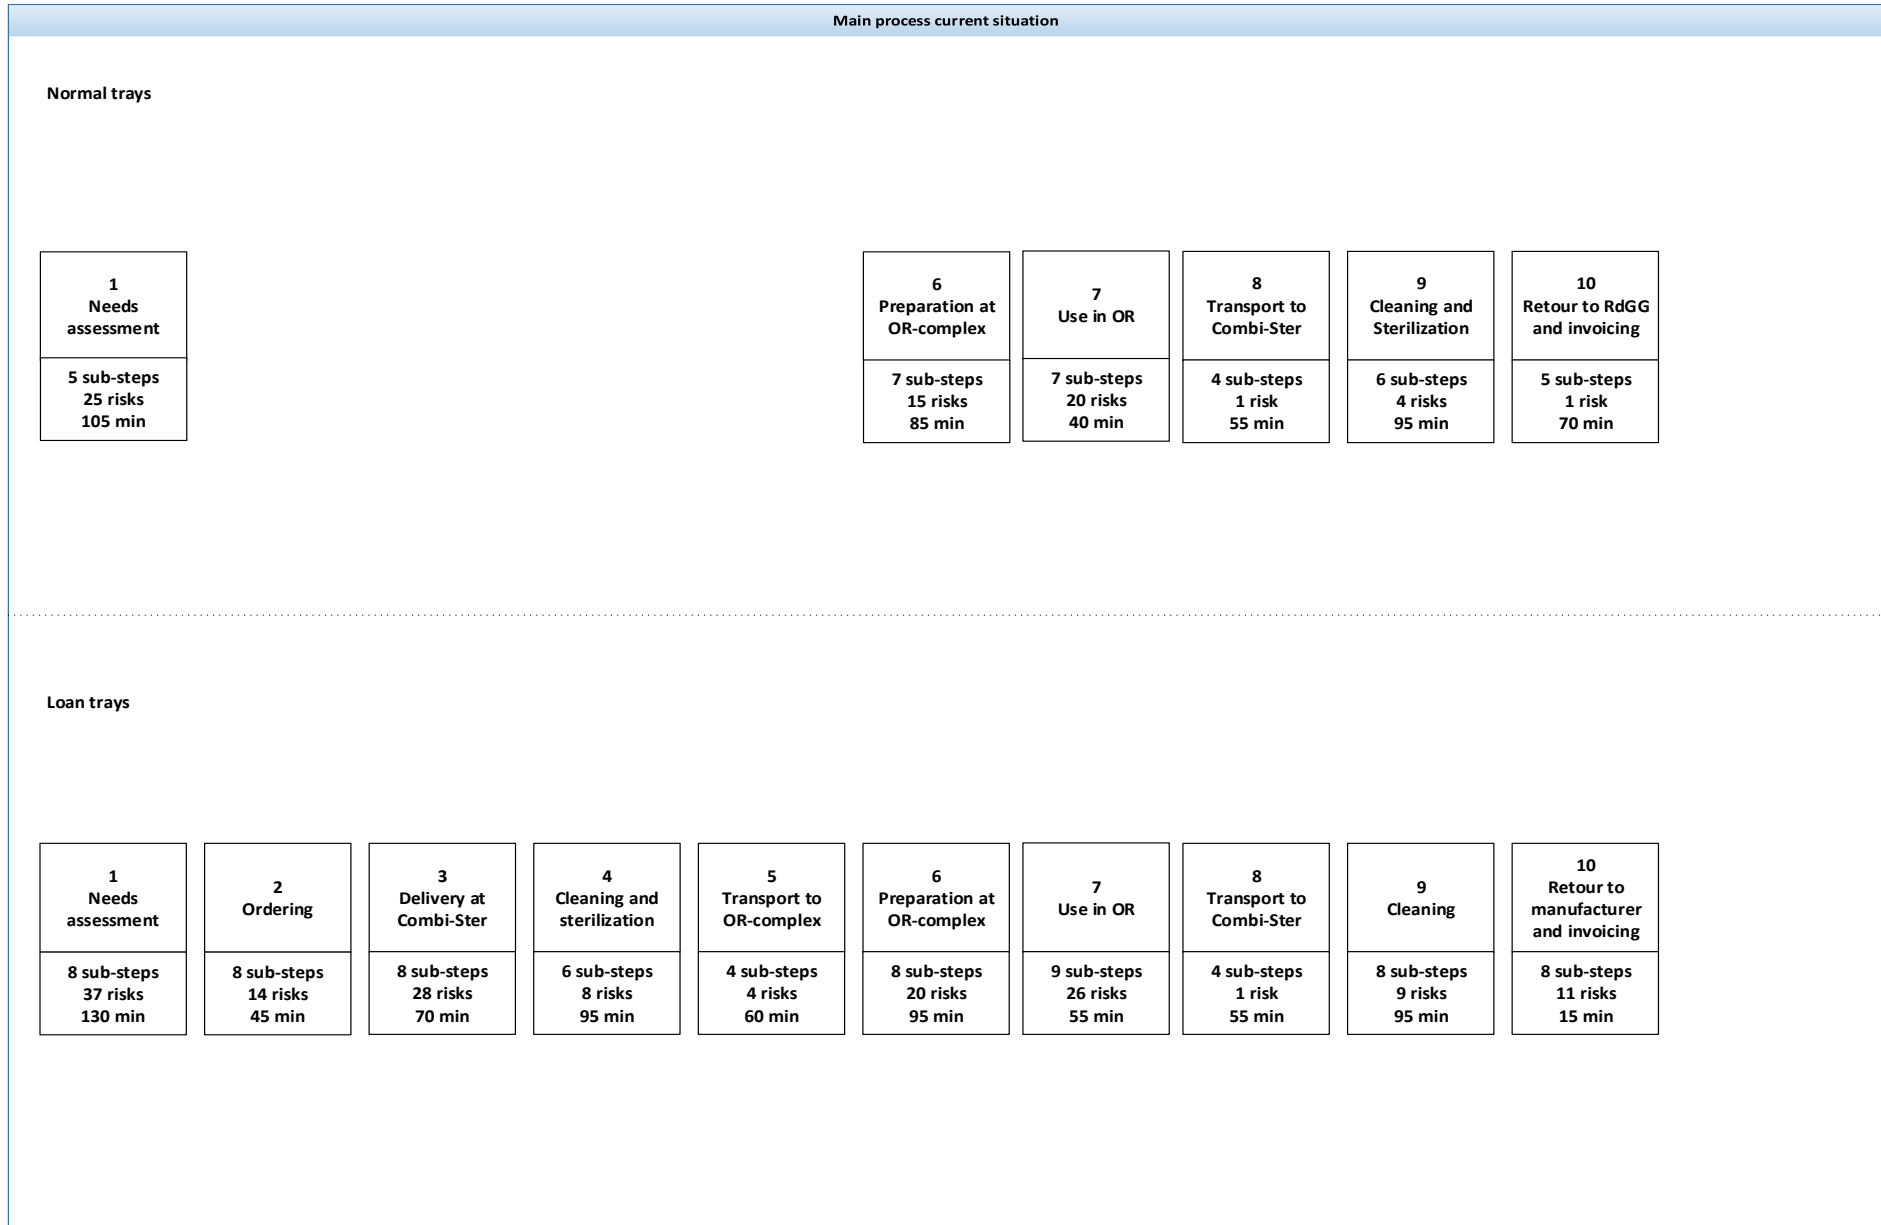 Main process current situation
Normal trays
1
Needs
assessment
5 sub-steps
25 risks
105 min
6
Preparation at
OR-complex
7 sub-steps
15 risks
85 min
7
Use in OR
7 sub-steps
20 risks
40 min
8
Transport to
Combi-Ster
4 sub-steps
1 risk
55 min
9
Cleaning and
Sterilization
6 sub-steps
4 risks
95 min
10
Retour to RdGG
and invoicing
5 sub-steps
1 risk
70 min
Loan trays
1
Needs
assessment
8 sub-steps
37 risks
130 min
2
Ordering
8 sub-steps
14 risks
45 min
3
Delivery at
Combi-Ster
8 sub-steps
28 risks
70 min
4
Cleaning and
sterilization
6 sub-steps
8 risks
95 min
5
Transport to
OR-complex
4 sub-steps
4 risks
60 min
6
Preparation at
OR-complex
8 sub-steps
20 risks
95 min
7
Use in OR
9 sub-steps
26 risks
55 min
8
Transport to
Combi-Ster
4 sub-steps
1 risk
55 min
9
Cleaning
8 sub-steps
9 risks
95 min
10
Retour to
manufacturer
and invoicing
8 sub-steps
11 risks
15 min